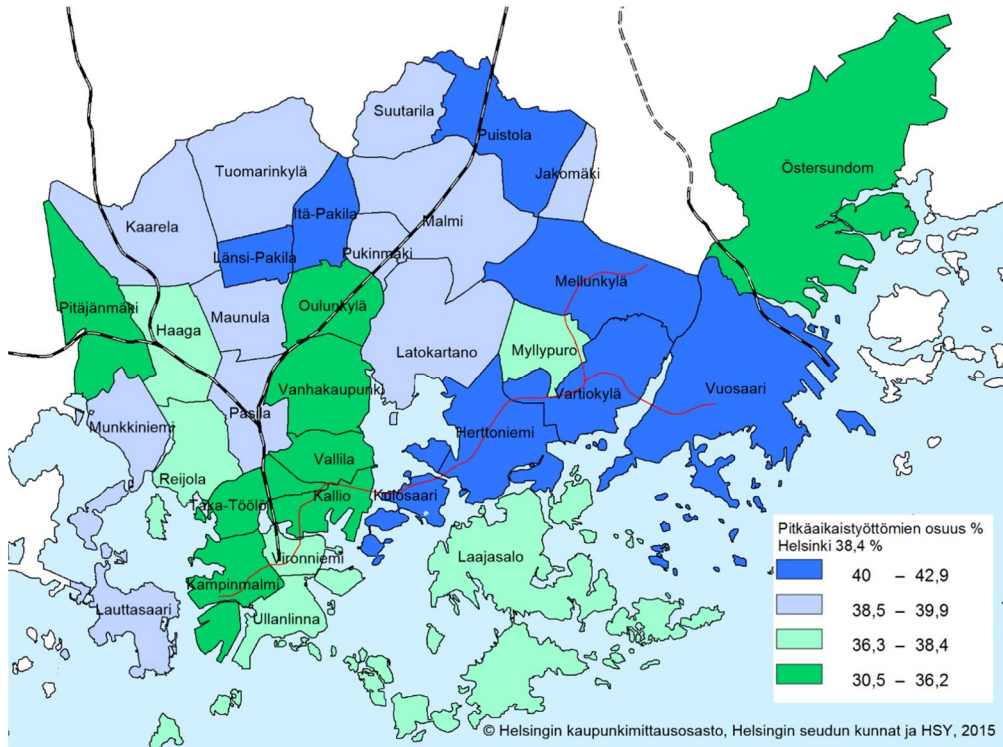 Suutarila
Puistola
Östersundom
Tuomarinkylä
Jakomäki
Itä-Pakila
Kaarela
Malmi
Länsi-Pakila
Pukinmäki
Mellunkylä
Pitäjänmäki
Oulunkylä
Haaga
Maunula
Latokartano
Myllypuro
Vanhakaupunki
Vartiokylä
Vuosaari
Pasila
Munkkiniemi
Herttoniemi
Vallila
Reijola
Taka-Töölö
Kallio
Kulosaari
Vironniemi
Laajasalo
Kampinmalmi
Lauttasaari
Ullanlinna
Pitkäaikaistyöttömien osuus %
Helsinki 38,4 %
40 – 42,9
38,5 – 39,9
36,3 – 38,4
30,5 – 36,2
© Helsingin kaupunkimittausosasto, Helsingin seudun kunnat ja HSY, 2015